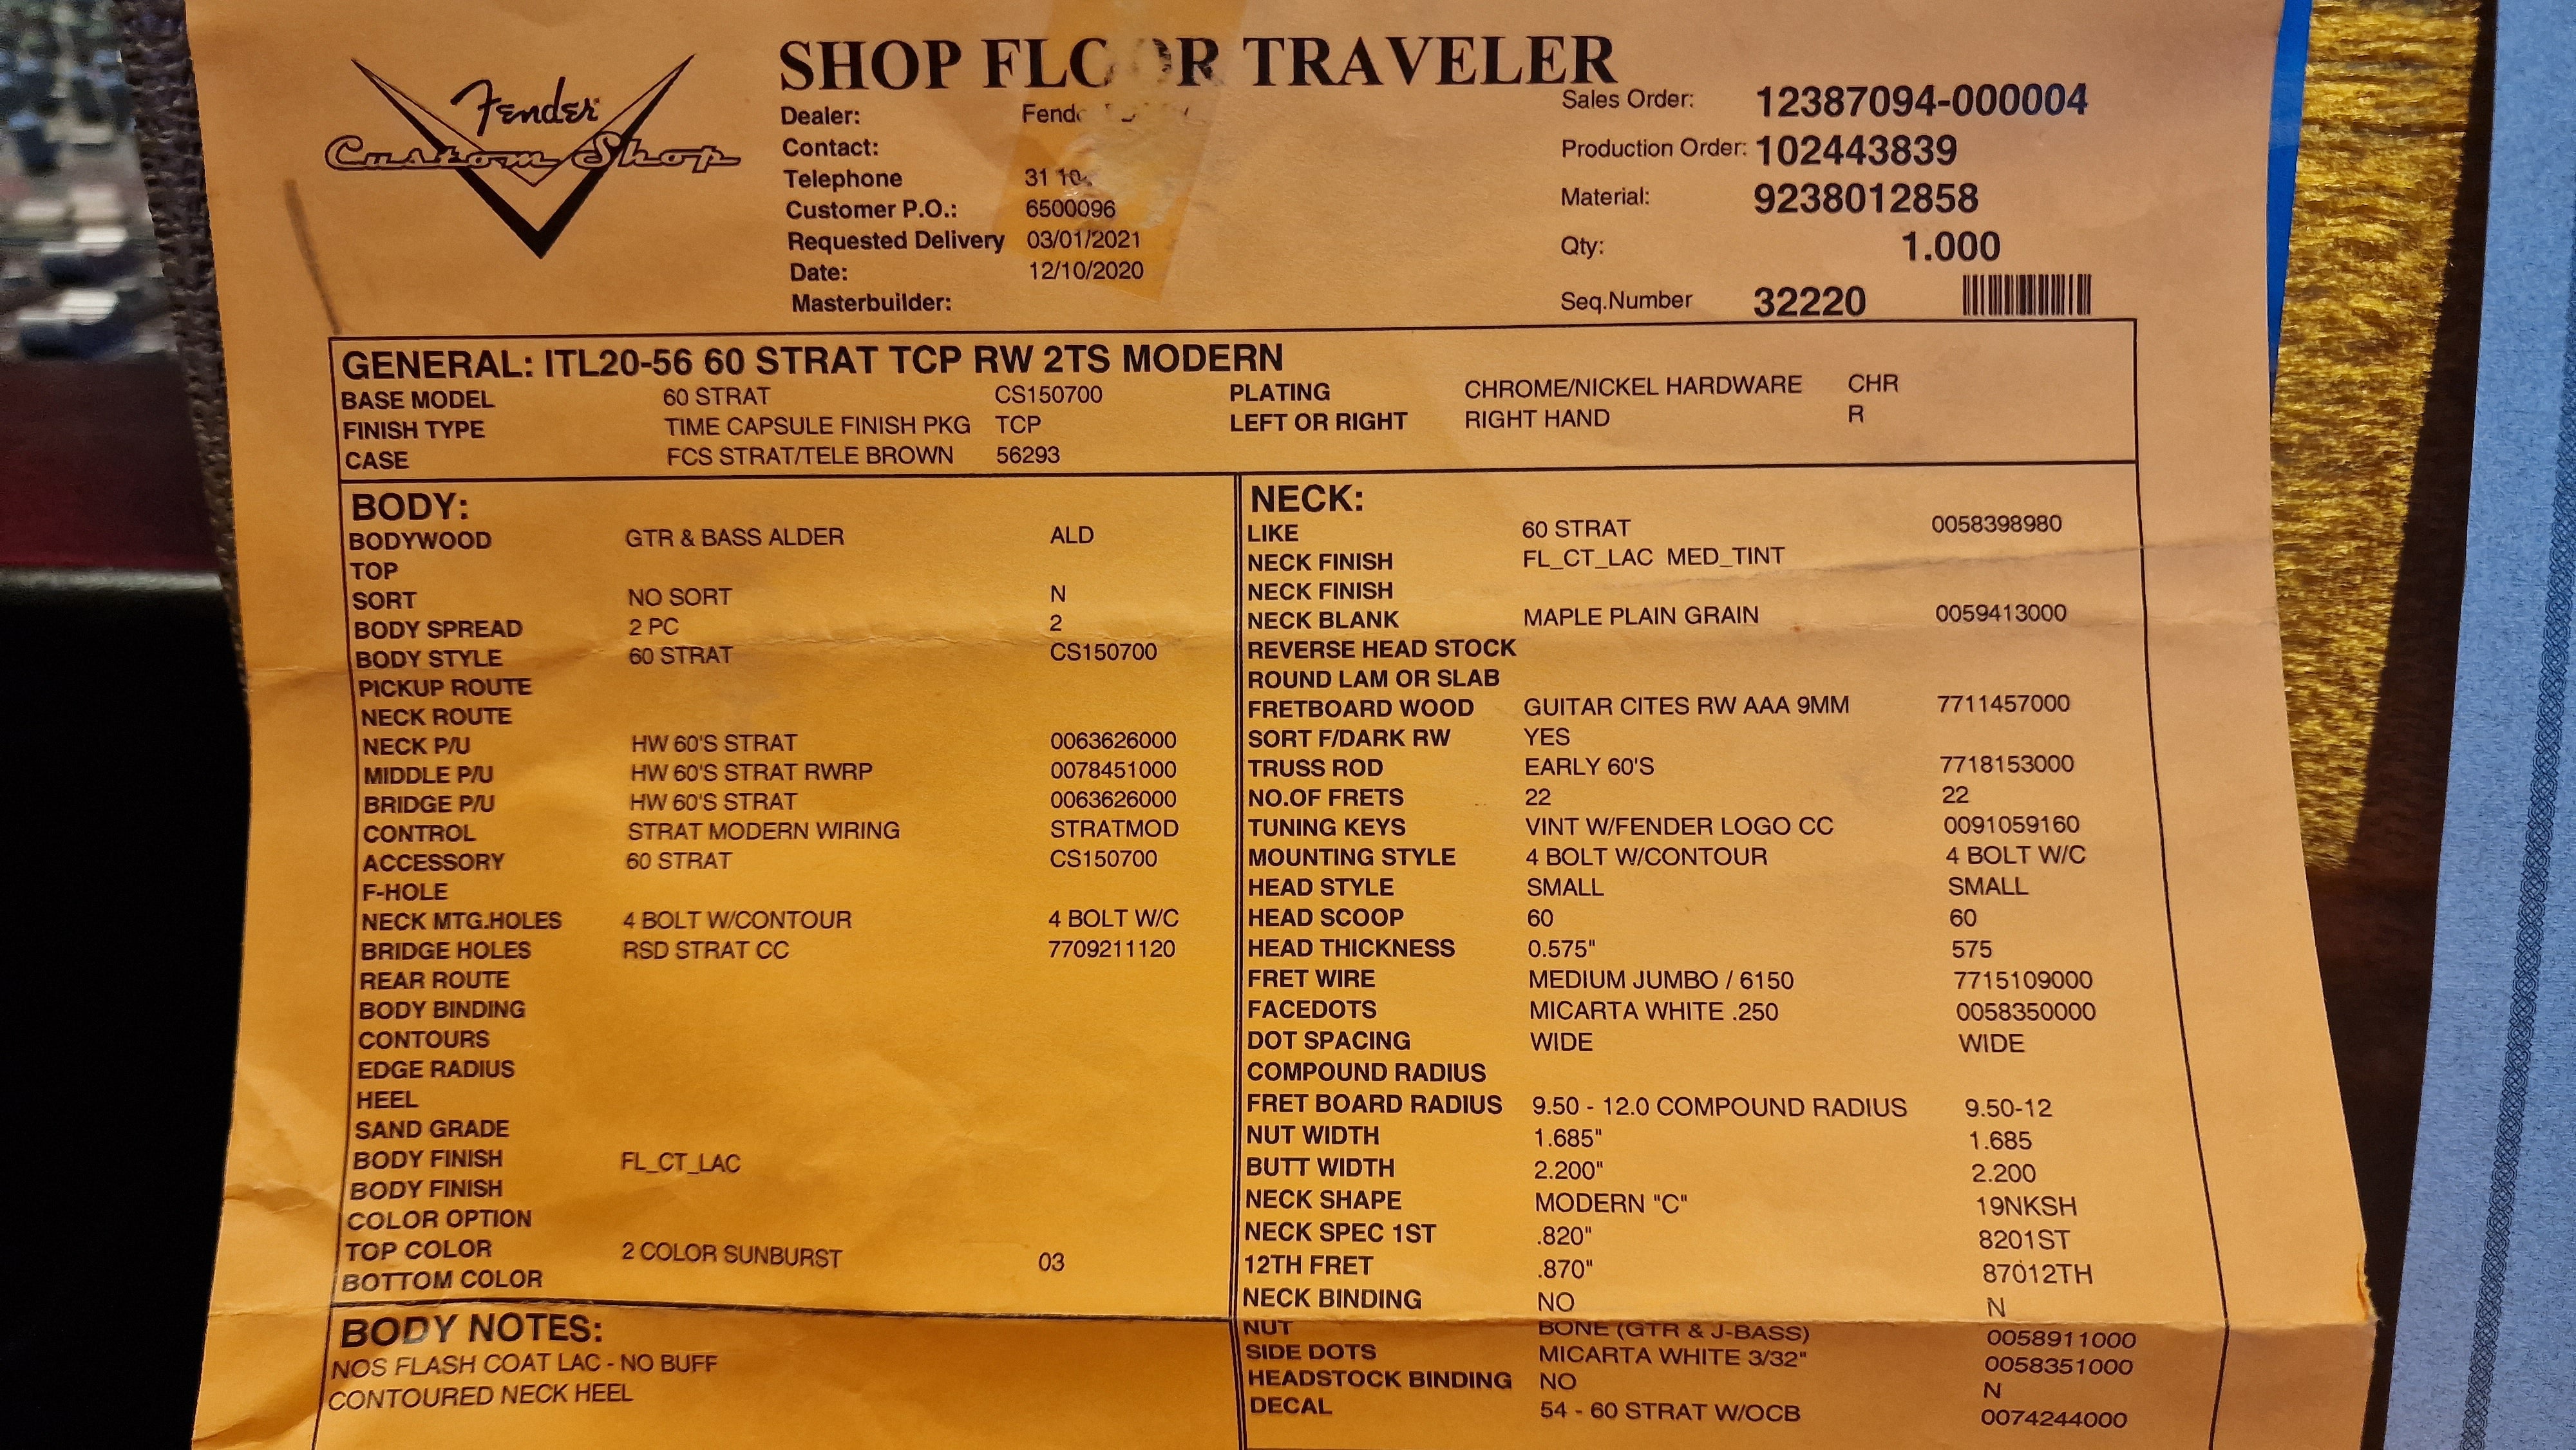 SHOP FLOOR TRAVELER
Fender
Custom Shop
Dealer:
Contact:
Telephone 31 10
Customer P.O.: 6500096
Requested Delivery 03/01/2021
Date: 12/10/2020
Masterbuilder:
Sales Order: 12387094-000004
Production Order: 102443839
Material: 9238012858
Qty: 1.000
Seq.Number 32220
GENERAL: ITL20-56 60 STRAT TCP RW 2TS MODERN
BASE MODEL 60 STRAT CS150700 PLATING CHROME/NICKEL HARDWARE CHR
FINISH TYPE TIME CAPSULE FINISH PKG TCP LEFT OR RIGHT RIGHT HAND R
CASE FCS STRAT/TELE BROWN 56293
BODY:
BODYWOOD GTR & BASS ALDER ALD
TOP
SORT NO SORT N
BODY SPREAD 2 PC 2
BODY STYLE 60 STRAT CS150700
PICKUP ROUTE
NECK ROUTE
NECK P/U HW 60'S STRAT 0063626000
MIDDLE P/U HW 60'S STRAT RWRP 0078451000
BRIDGE P/U HW 60'S STRAT 0063626000
CONTROL STRAT MODERN WIRING STRATMOD
ACCESSORY 60 STRAT CS150700
F-HOLE
NECK MTG.HOLES 4 BOLT W/CONTOUR 4 BOLT W/C
BRIDGE HOLES RSD STRAT CC 7709211120
REAR ROUTE
BODY BINDING
CONTOURS
EDGE RADIUS
HEEL
SAND GRADE
BODY FINISH FL_CT_LAC
BODY FINISH
COLOR OPTION
TOP COLOR 2 COLOR SUNBURST 03
BOTTOM COLOR
BODY NOTES:
NOS FLASH COAT LAC - NO BUFF
CONTOURED NECK HEEL
NECK:
LIKE 60 STRAT 0058398980
NECK FINISH FL_CT_LAC MED_TINT
NECK FINISH
NECK BLANK MAPLE PLAIN GRAIN 0059413000
REVERSE HEAD STOCK
ROUND LAM OR SLAB
FRETBOARD WOOD GUITAR CITES RW AAA 9MM 7711457000
SORT F/DARK RW YES
TRUSS ROD EARLY 60'S 7718153000
NO.OF FRETS 22 22
TUNING KEYS VINT W/FENDER LOGO CC 0091059160
MOUNTING STYLE 4 BOLT W/CONTOUR 4 BOLT W/C
HEAD STYLE SMALL SMALL
HEAD SCOOP 60 60
HEAD THICKNESS 0.575" 575
FRET WIRE MEDIUM JUMBO / 6150 7715109000
FACEDOTS MICARTA WHITE .250 0058350000
DOT SPACING WIDE WIDE
COMPOUND RADIUS
FRET BOARD RADIUS 9.50 - 12.0 COMPOUND RADIUS 9.50-12
NUT WIDTH 1.685" 1.685
BUTT WIDTH 2.200" 2.200
NECK SHAPE MODERN "C" 19NKSH
NECK SPEC 1ST .820" 8201ST
12TH FRET .870" 87012TH
NECK BINDING NO N
NUT BONE (GTR & J-BASS) 0058911000
SIDE DOTS MICARTA WHITE 3/32" 0058351000
HEADSTOCK BINDING NO N
DECAL 54 - 60 STRAT W/OCB 0074244000